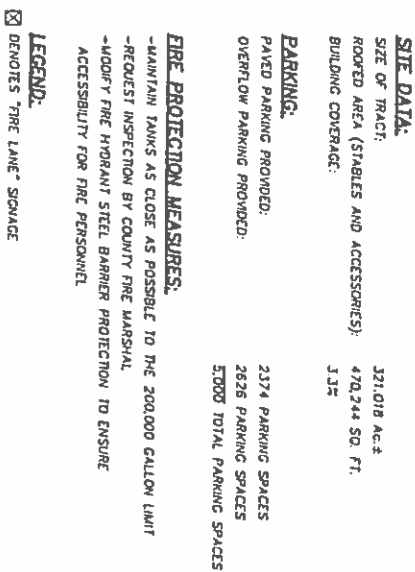 SITE DATA:
SIZE OF TRACT: 321.018 Ac.±
ROOFED AREA (STABLES AND ACCESSORIES): 470,244 SQ. FT.
BUILDING COVERAGE: 3.3%
PARKING:
PAVED PARKING PROVIDED: 2374 PARKING SPACES
OVERFLOW PARKING PROVIDED: 2626 PARKING SPACES
5,000 TOTAL PARKING SPACES
FIRE PROTECTION MEASURES:
-MAINTAIN TANKS AS CLOSE AS POSSIBLE TO THE 200,000 GALLON LIMIT
-REQUEST INSPECTION BY COUNTY FIRE MARSHAL
-MODIFY FIRE HYDRANT STEEL BARRIER PROTECTION TO ENSURE
ACCESSIBILITY FOR FIRE PERSONNEL
LEGEND:
DENOTES "FIRE LANE" SIGNAGE